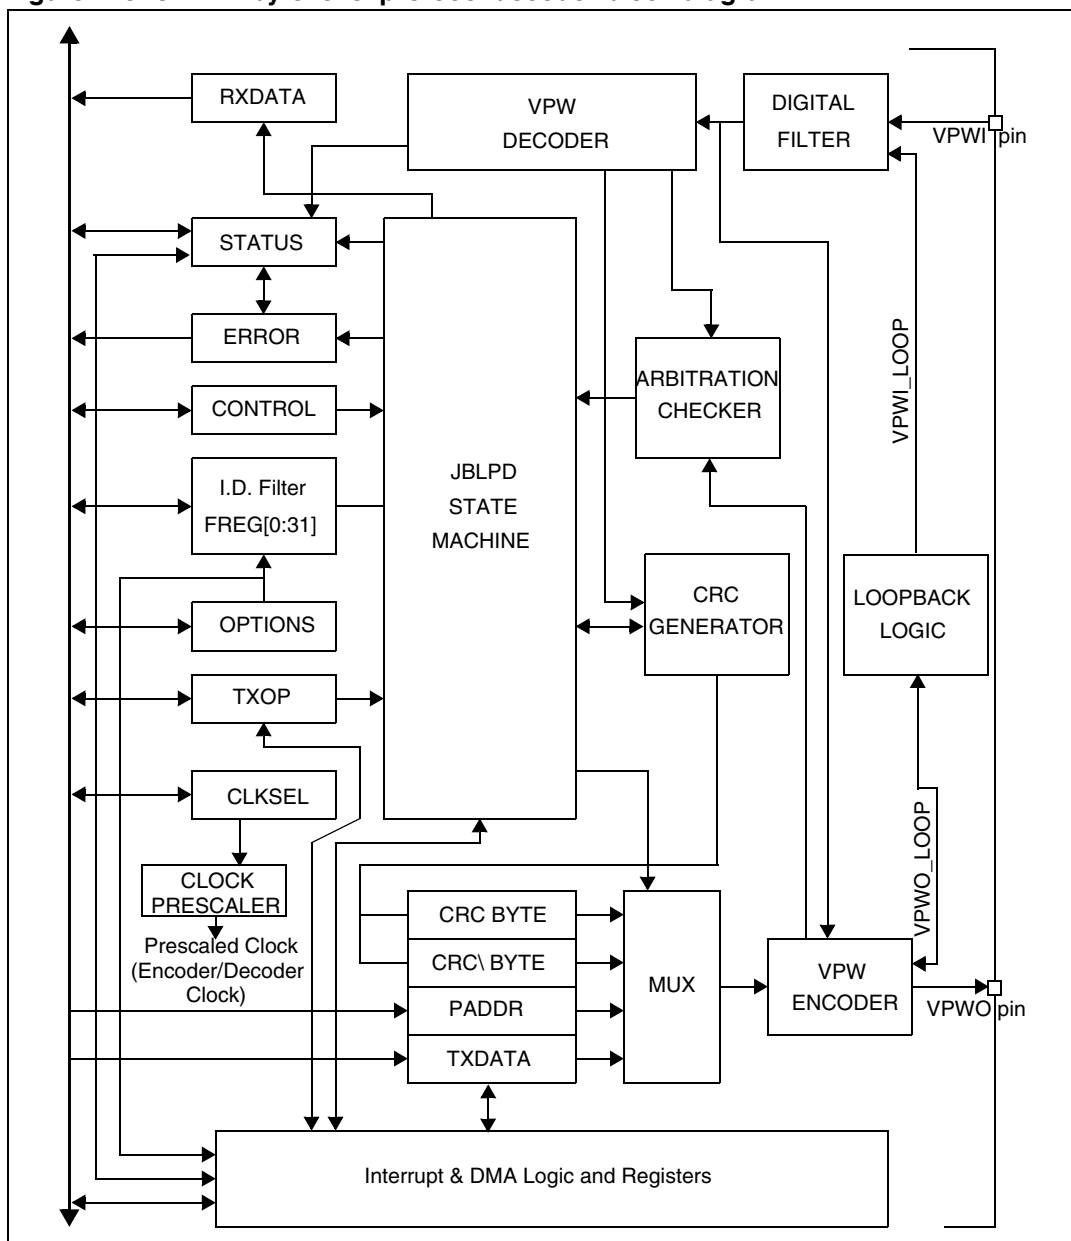 RXDATA
VPW
DECODER
DIGITAL
FILTER
VPWI pin
STATUS
ERROR
CONTROL
I.D. Filter
FREG[0:31]
OPTIONS
TXOP
CLKSEL
CLOCK
PRESCALER
Prescaled Clock
(Encoder/Decoder
Clock)
JBLPD
STATE
MACHINE
ARBITRATION
CHECKER
CRC
GENERATOR
VPWI_LOOP
LOOPBACK
LOGIC
VPWO_LOOP
CRC BYTE
CRC\ BYTE
PADDR
TXDATA
MUX
VPW
ENCODER
VPWO pin
Interrupt & DMA Logic and Registers